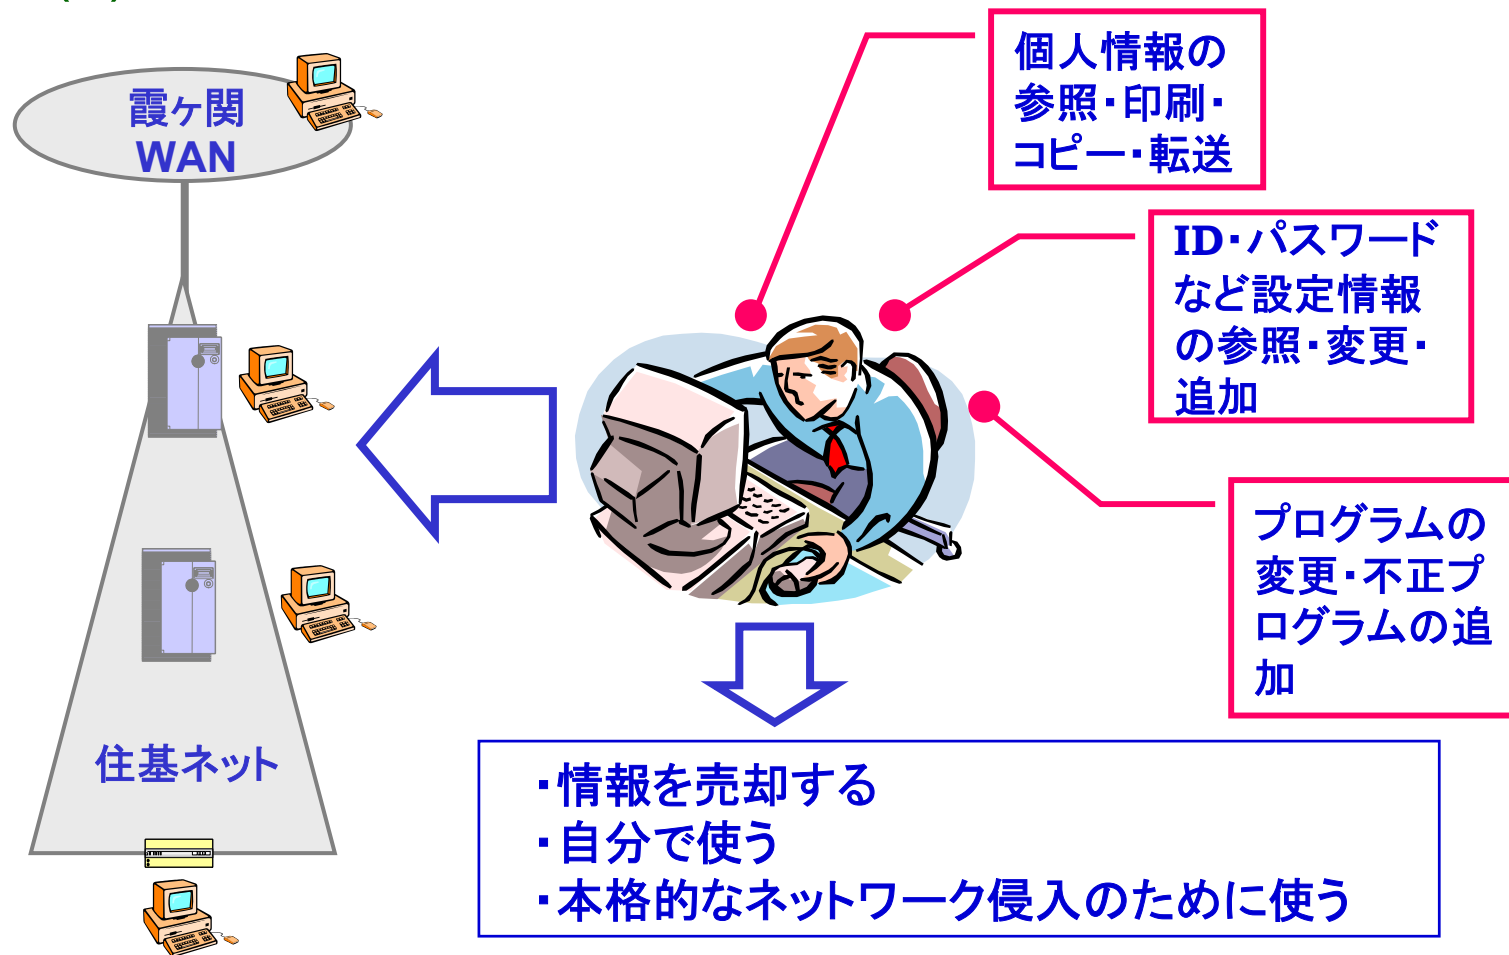 霞ヶ関
WAN
個人情報の
参照・印刷・
コピー・転送
ID・パスワード
など設定情報
の参照・変更・
追加
プログラムの
変更・不正プ
ログラムの追
加
住基ネット
・情報を売却する
・自分で使う
・本格的なネットワーク侵入のために使う